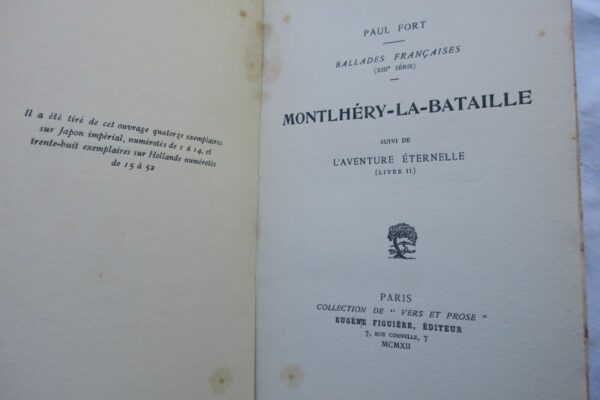 Il a été tiré de cet ouvrage quatorze exemplaires
sur Japon impérial, numérotés de 1 à 14, et
trente-huit exemplaires sur Hollande numérotés
de 15 à 52
PAUL FORT
BALLADES FRANÇAISES
(XIIIe SÉRIE)
MONTLHÉRY-LA-BATAILLE
SUIVI DE
L'AVENTURE ÉTERNELLE
(LIVRE II)
PARIS
COLLECTION DE " VERS ET PROSE "
EUGÈNE FIGUIÈRE, ÉDITEUR
7, RUE CORNEILLE, 7
MCMXII